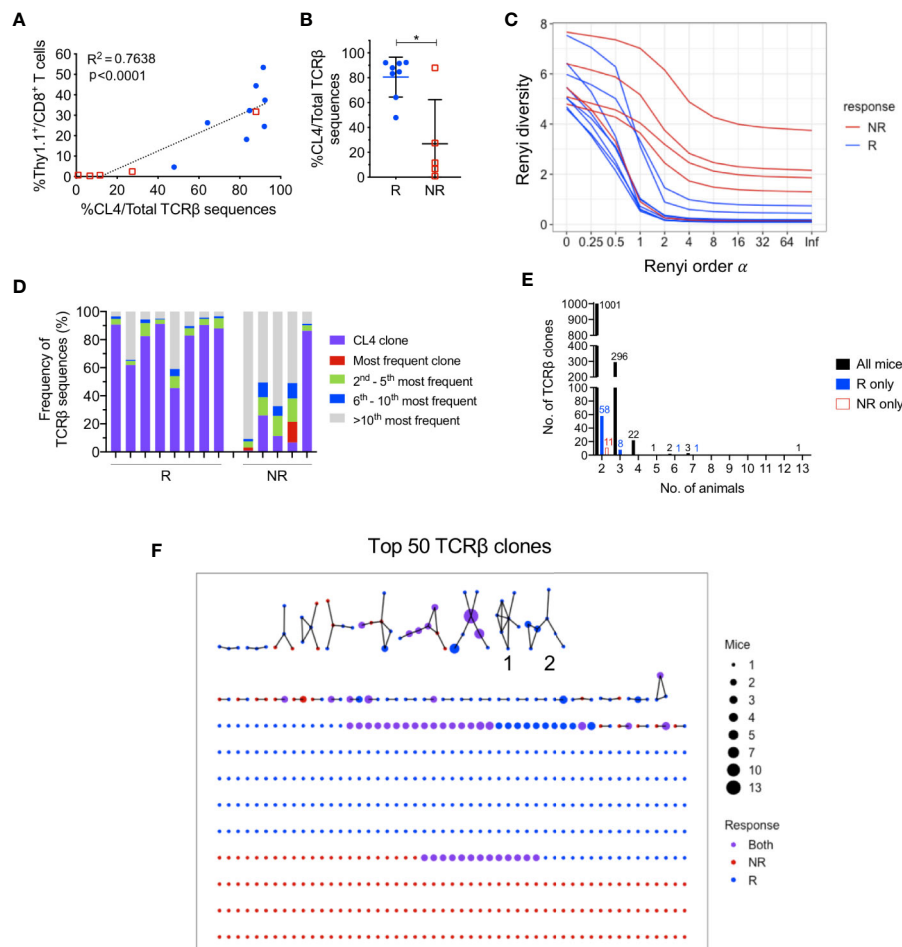 A
R² = 0.7638
p<0.0001
%Thy1.1⁺/CD8⁺ T cells
60
50
40
30
20
10
0
0 20 40 60 80 100
%CL4/Total TCRβ sequences
B
*
%CL4/Total TCRβ
sequences
100
80
60
40
20
0
R NR
C
Renyi diversity
8
6
4
2
0
0 0.25 0.5 1 2 4 8 16 32 64 Inf
Renyi order α
response
NR
R
D
Frequency of
TCRβ sequences (%)
100
80
60
40
20
0
R NR
CL4 clone
Most frequent clone
2nd - 5th most frequent
6th - 10th most frequent
>10th most frequent
E
No. of TCRβ clones
1000
800
600
400
200
100
80
60
40
20
0
1001
58
11
296
8
22
1
2
1
3
1
1
2 3 4 5 6 7 8 9 10 11 12 13
No. of animals
All mice
R only
NR only
F
Top 50 TCRβ clones
1 2
Mice
1
2
3
4
5
7
10
13
Response
Both
NR
R